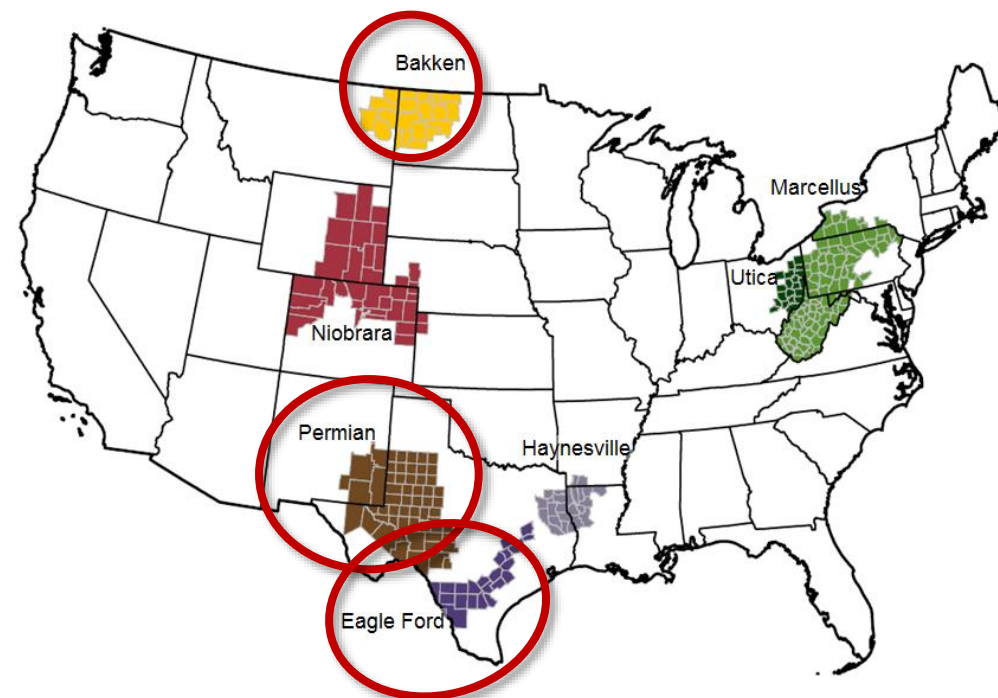 Bakken
Marcellus
Utica
Niobrara
Permian
Haynesville
Eagle Ford